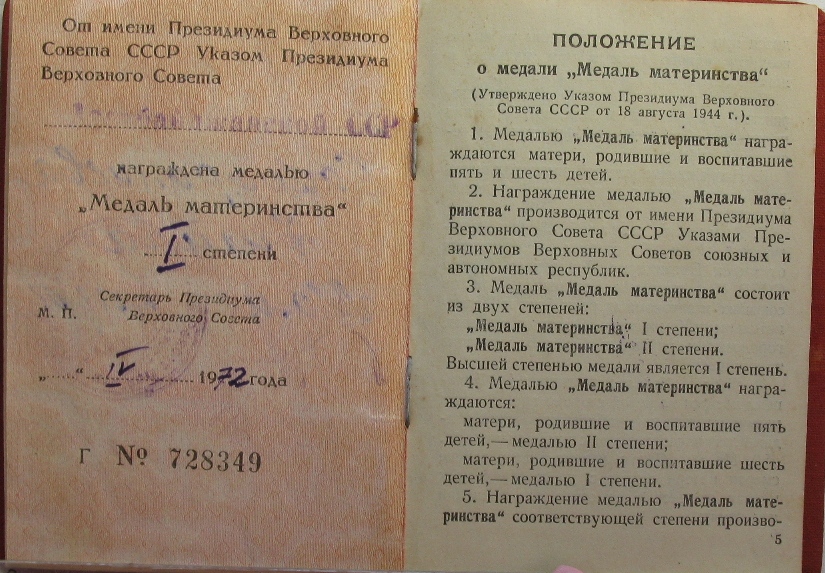 От имени Президиума Верховного
Совета СССР Указом Президиума
Верховного Совета
награждена медалью
„Медаль материнства“
I степени
Секретарь Президиума
М. П. Верховного Совета
„ “ IV 1972 года
Г № 728349
ПОЛОЖЕНИЕ
о медали „Медаль материнства“
(Утверждено Указом Президиума Верховного
Совета СССР от 18 августа 1944 г.).
1. Медалью „Медаль материнства“ награ-
ждаются матери, родившие и воспитавшие
пять и шесть детей.
2. Награждение медалью „Медаль мате-
ринства“ производится от имени Президиума
Верховного Совета СССР Указами Пре-
зидиумов Верховных Советов союзных и
автономных республик.
3. Медаль „Медаль материнства“ состоит
из двух степеней:
„Медаль материнства“ I степени;
„Медаль материнства“ II степени.
Высшей степенью медали является I степень.
4. Медалью „Медаль материнства“ награ-
ждаются:
матери, родившие и воспитавшие пять
детей,— медалью II степени;
матери, родившие и воспитавшие шесть
детей,— медалью I степени.
5. Награждение медалью „Медаль мате-
ринства“ соответствующей степени произво-
5